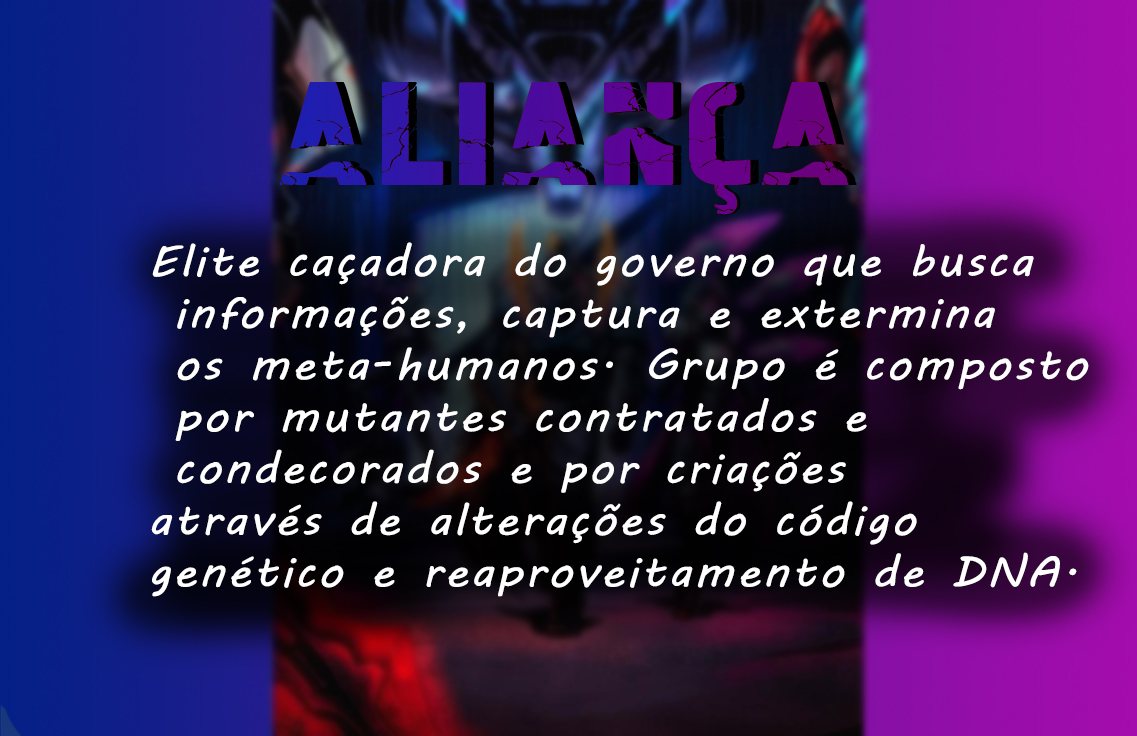 ALIANÇA
Elite caçadora do governo que busca
informações, captura e extermina
os meta-humanos. Grupo é composto
por mutantes contratados e
condecorados e por criações
através de alterações do código
genético e reaproveitamento de DNA.